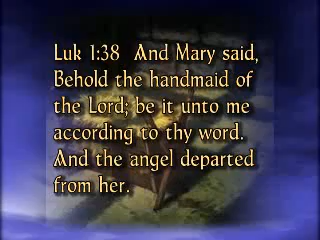 Luk 1:38 And Mary said,
Behold the handmaid of
the Lord; be it unto me
according to thy word.
And the angel departed
from her.